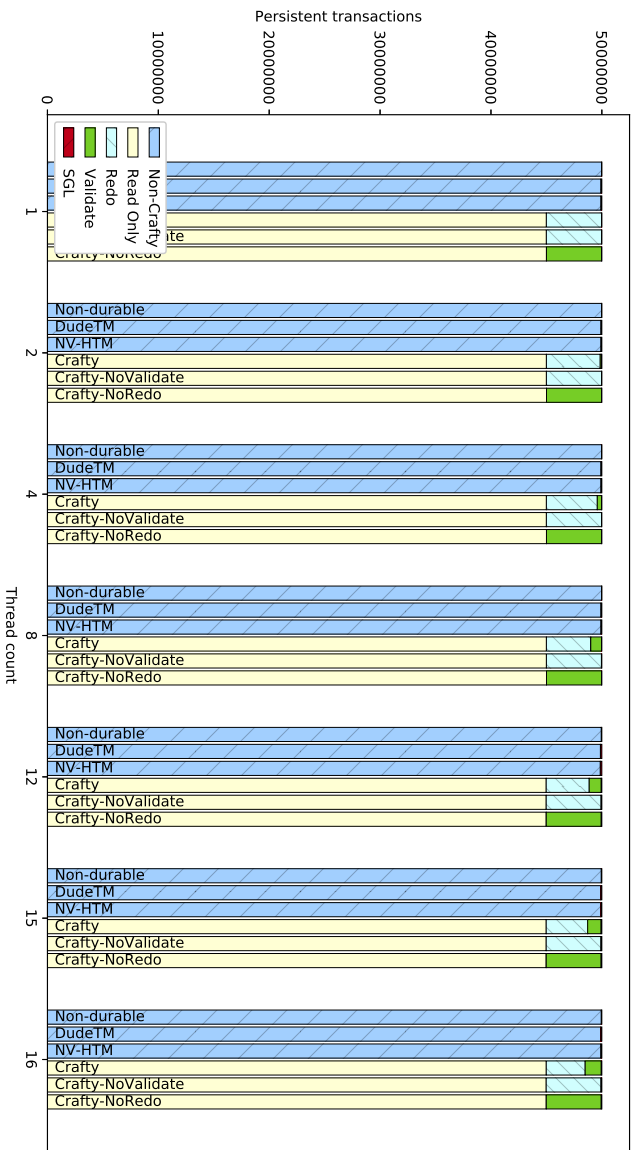 Persistent transactions
0
10000000
20000000
30000000
40000000
50000000
Non-Crafty
Read Only
Redo
Validate
SGL
Crafty-NoRedo
1
Non-durable
DudeTM
NV-HTM
Crafty
Crafty-NoValidate
Crafty-NoRedo
2
Non-durable
DudeTM
NV-HTM
Crafty
Crafty-NoValidate
Crafty-NoRedo
4
Non-durable
DudeTM
NV-HTM
Crafty
Crafty-NoValidate
Crafty-NoRedo
8
Non-durable
DudeTM
NV-HTM
Crafty
Crafty-NoValidate
Crafty-NoRedo
12
Non-durable
DudeTM
NV-HTM
Crafty
Crafty-NoValidate
Crafty-NoRedo
15
Non-durable
DudeTM
NV-HTM
Crafty
Crafty-NoValidate
Crafty-NoRedo
16
Thread count